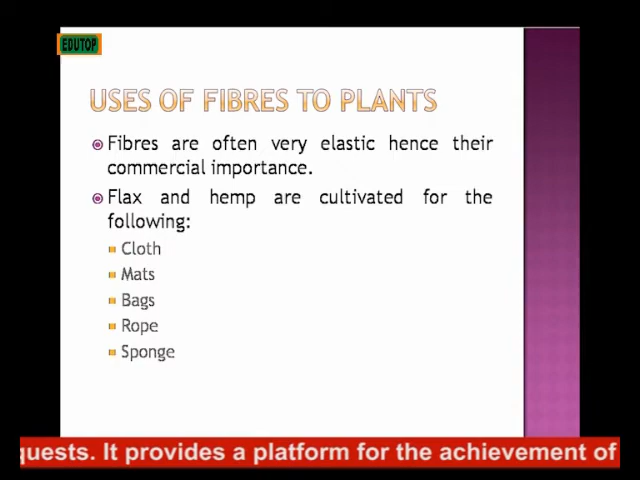 EDUTOP
USES OF FIBRES TO PLANTS
Fibres are often very elastic hence their
commercial importance.
Flax and hemp are cultivated for the
following:
Cloth
Mats
Bags
Rope
Sponge
quests. It provides a platform for the achievement of